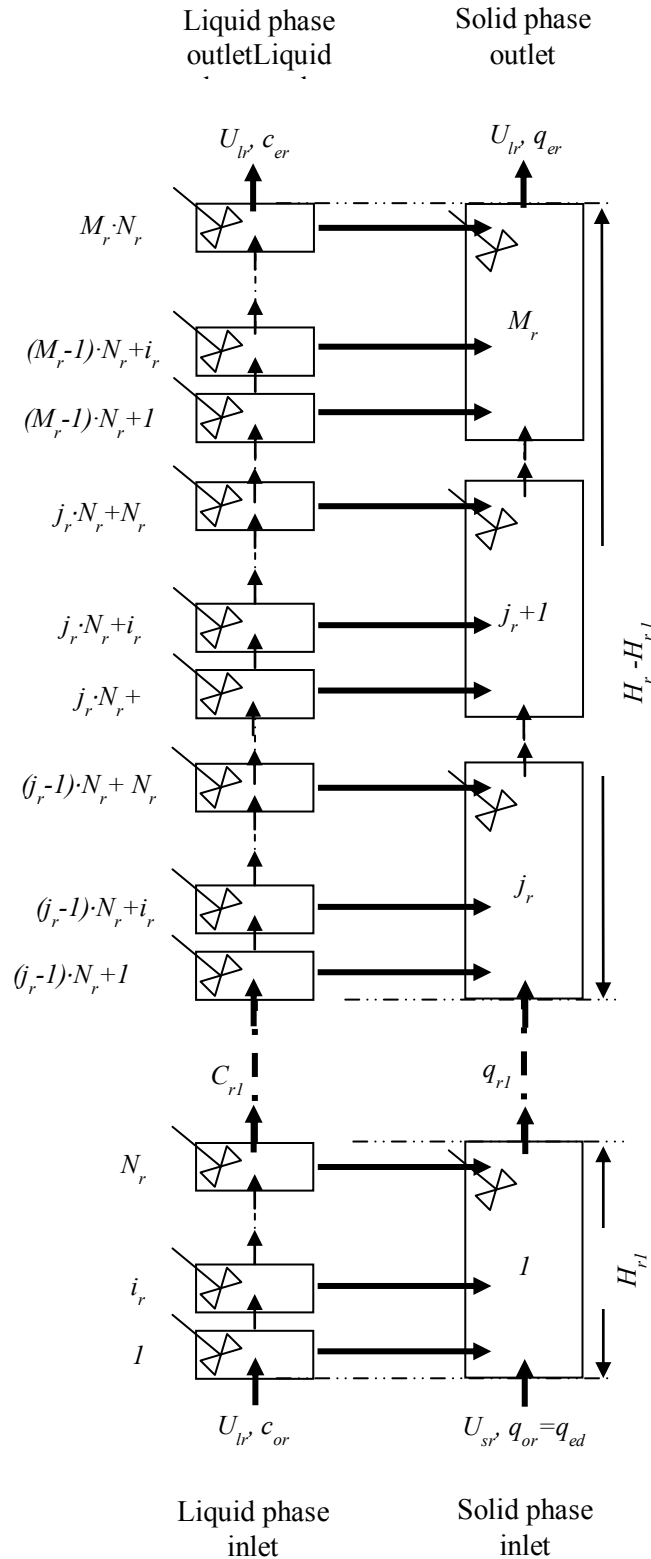 Liquid phase
outletLiquid
Solid phase
outlet
U_lr, c_er
U_lr, q_er
M_r·N_r
(M_r-1)·N_r+i_r
M_r
(M_r-1)·N_r+1
j_r·N_r+N_r
j_r·N_r+i_r
j_r+1
H_r -H_r1
j_r·N_r+
(j_r-1)·N_r+ N_r
j_r
(j_r-1)·N_r+i_r
(j_r-1)·N_r+1
C_r1
q_r1
N_r
i_r
1
H_r1
1
U_lr, c_or
U_sr, q_or=q_ed
Liquid phase
inlet
Solid phase
inlet